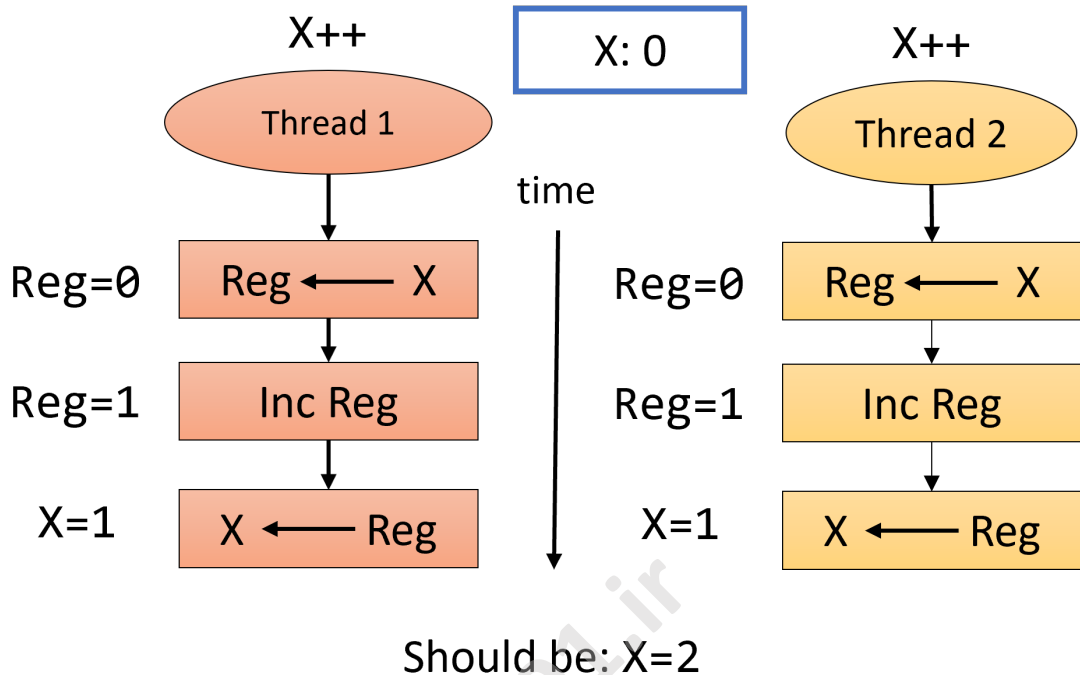 X++
Thread 1
Reg=0
Reg ← X
Reg=1
Inc Reg
X=1
X ← Reg
X: 0
time
X++
Thread 2
Reg=0
Reg ← X
Reg=1
Inc Reg
X=1
X ← Reg
Should be: X=2